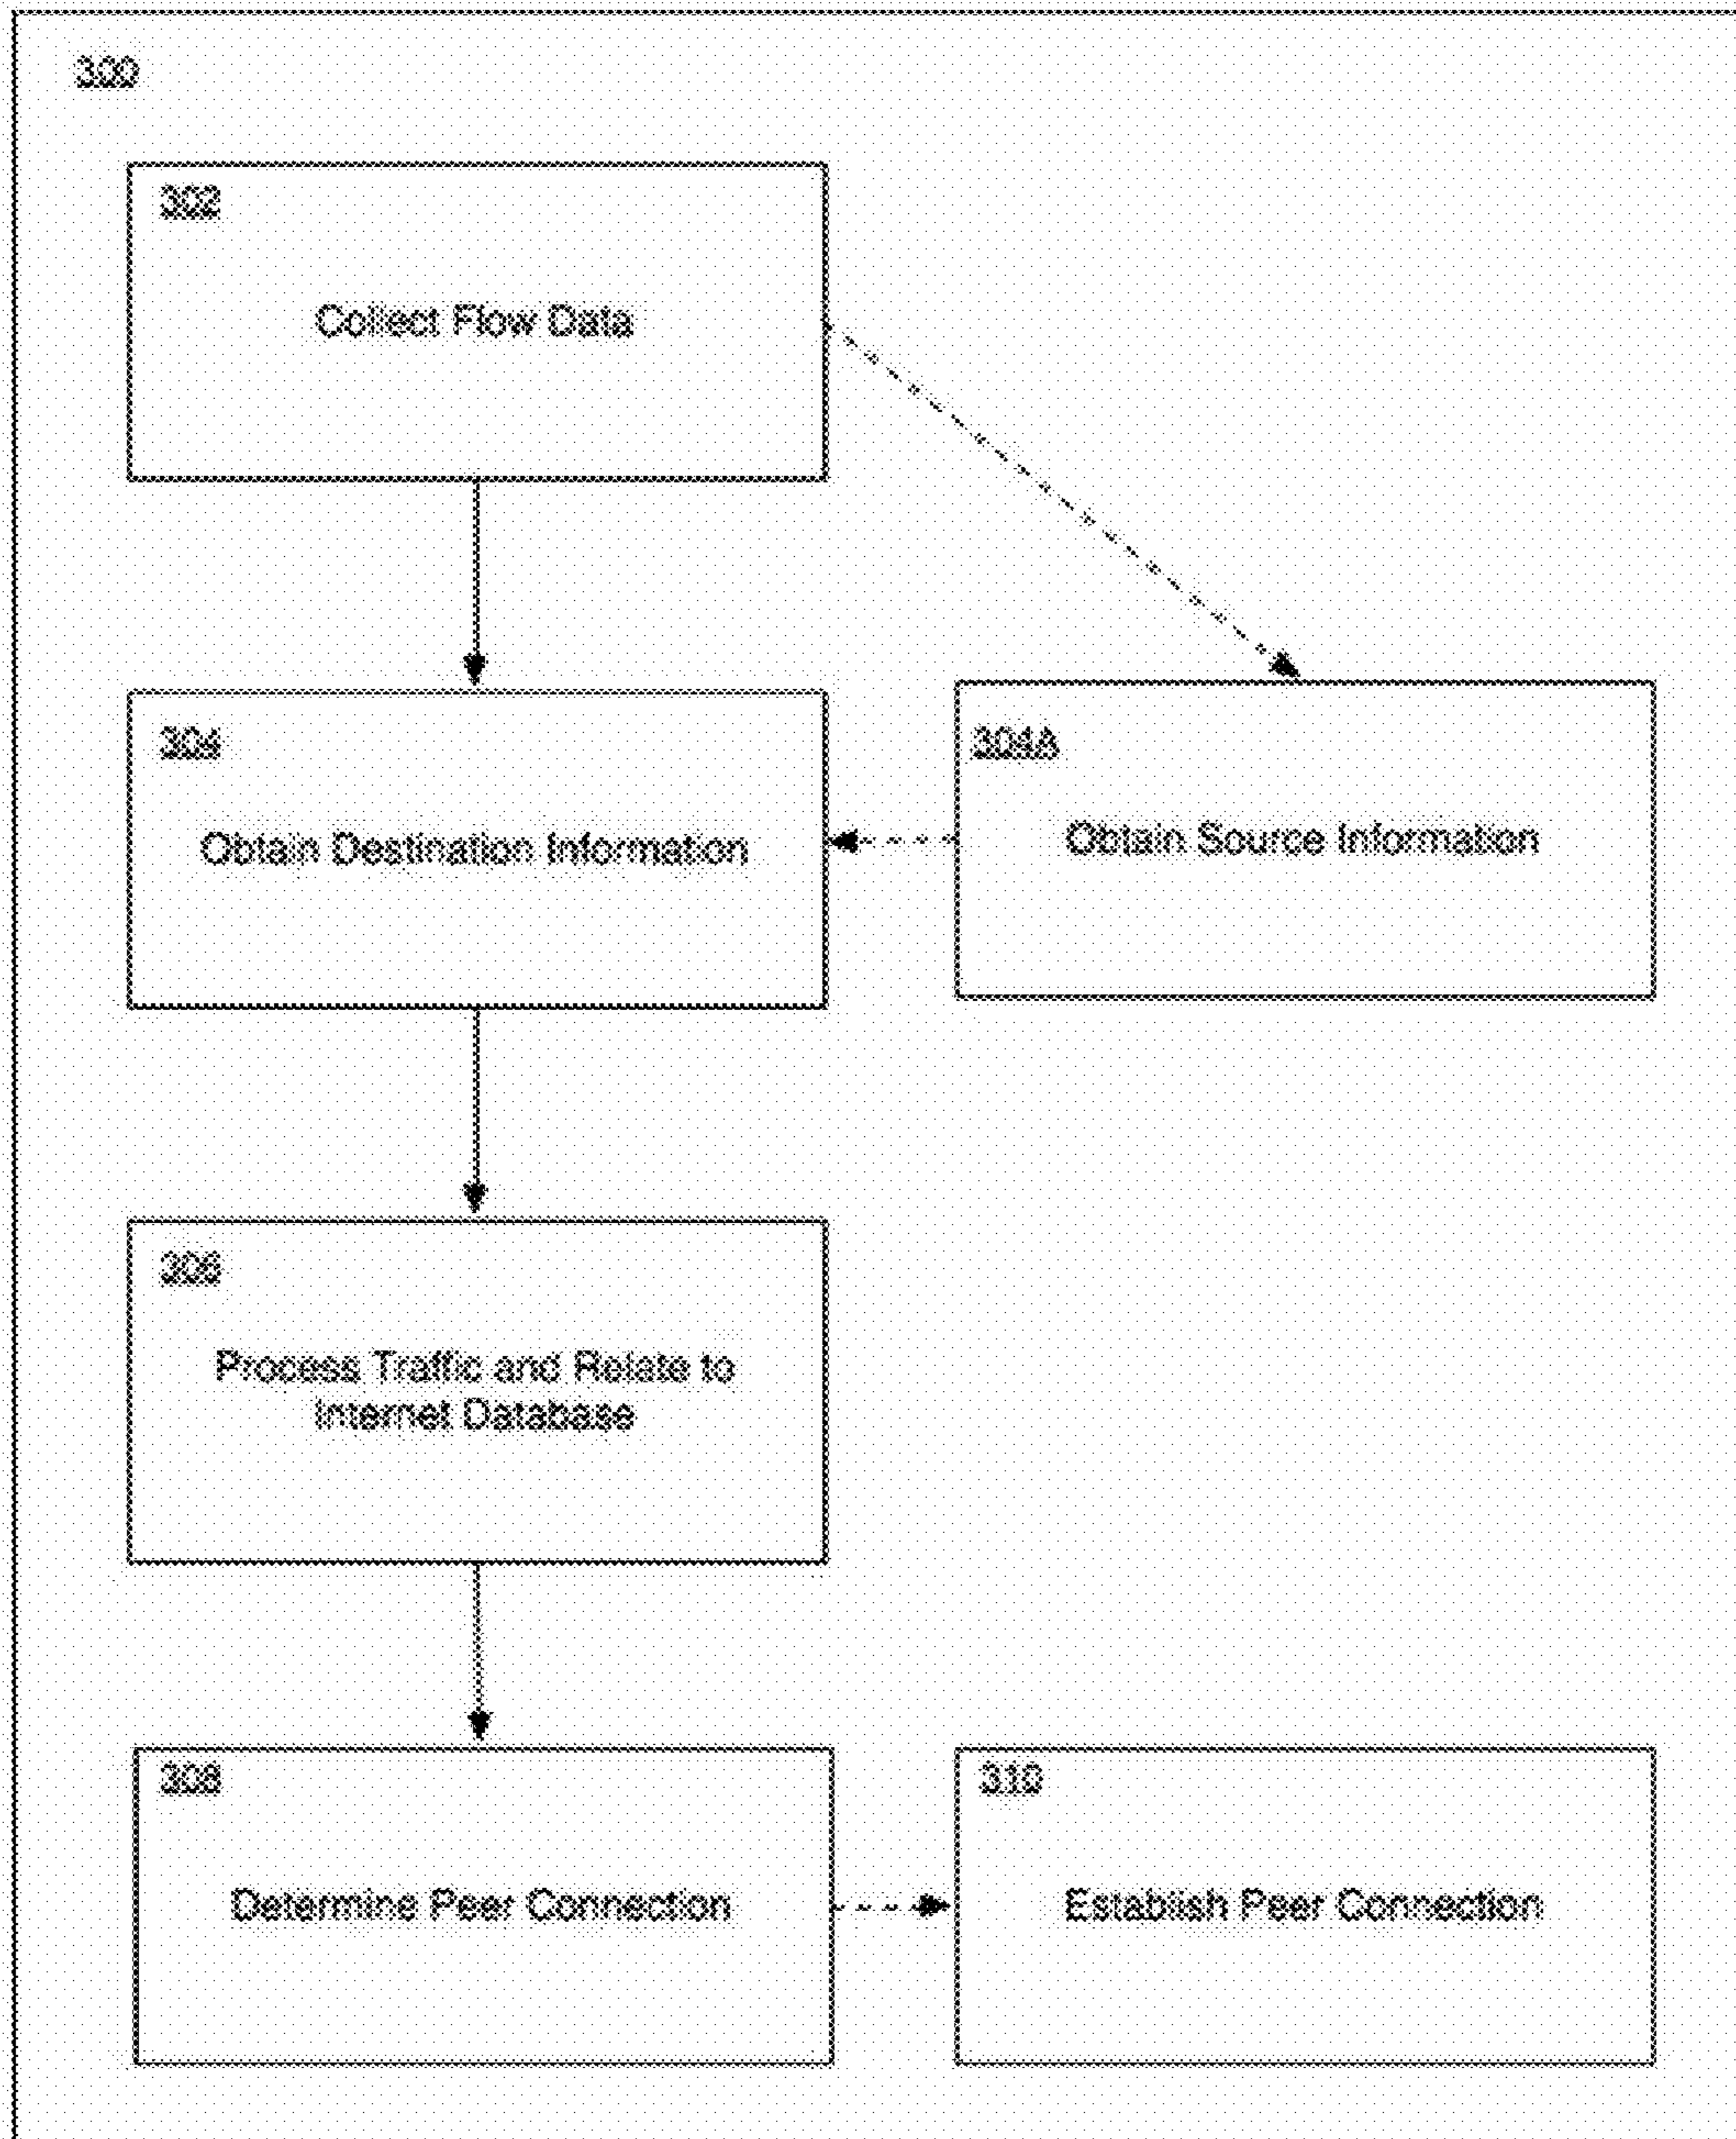 300
302
Collect Flow Data
304
Obtain Destination Information
304A
Obtain Source Information
306
Process Traffic and Relate to
Internet Database
308
Determine Peer Connection
310
Establish Peer Connection